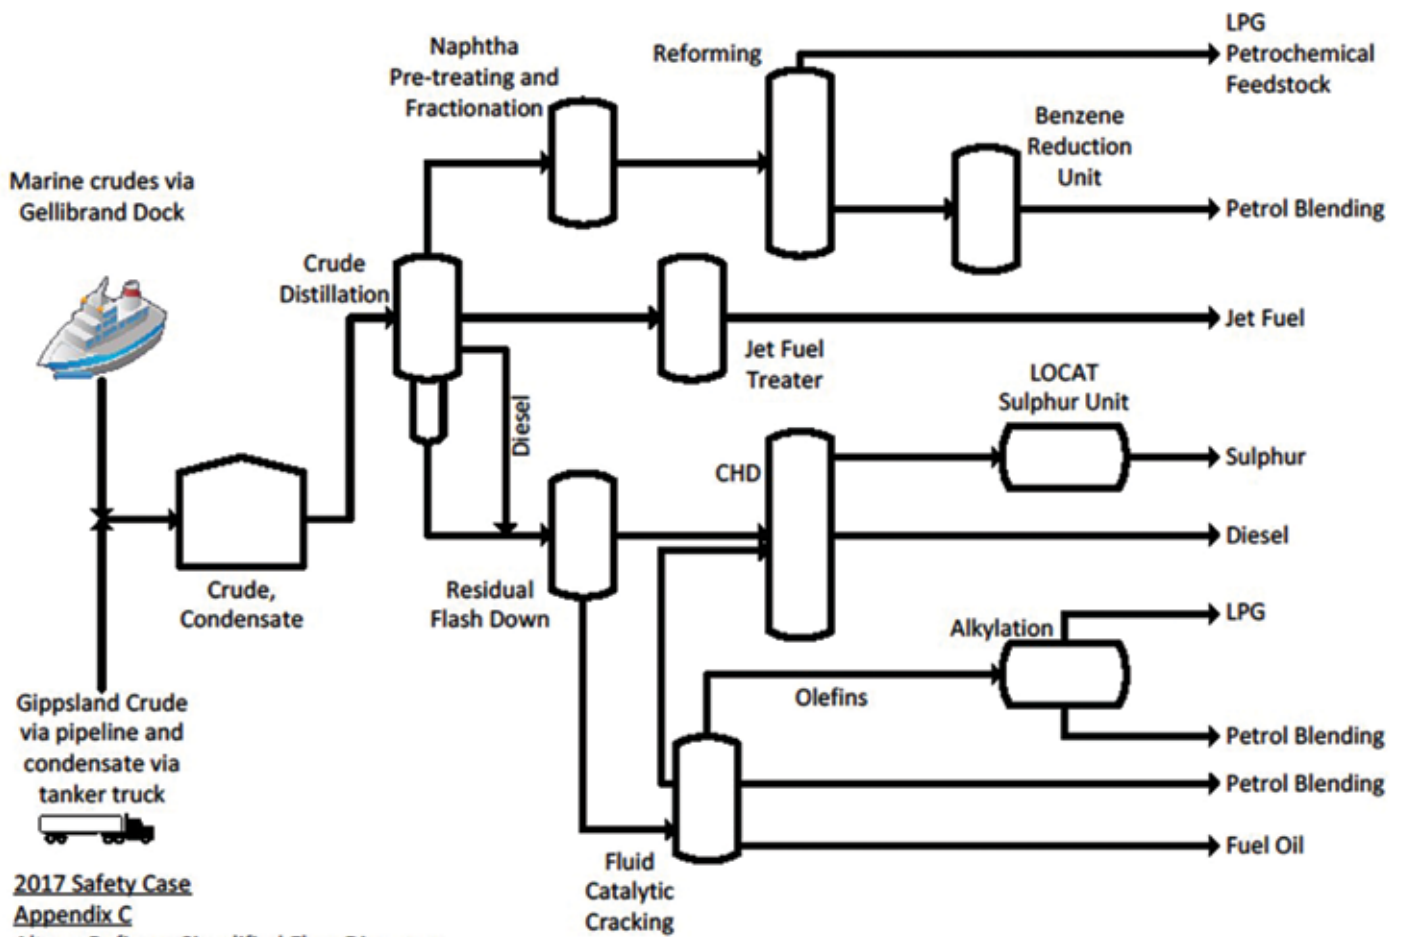 LPG
Petrochemical
Feedstock
Naphtha
Pre-treating and
Fractionation
Reforming
Benzene
Reduction
Unit
Petrol Blending
Marine crudes via
Gellibrand Dock
Crude
Distillation
Jet Fuel
Treater
Jet Fuel
LOCAT
Sulphur Unit
Sulphur
Diesel
CHD
Diesel
Residual
Flash Down
Crude,
Condensate
Alkylation
LPG
Olefins
Petrol Blending
Petrol Blending
Fuel Oil
Fluid
Catalytic
Cracking
Gippsland Crude
via pipeline and
condensate via
tanker truck
2017 Safety Case
Appendix C